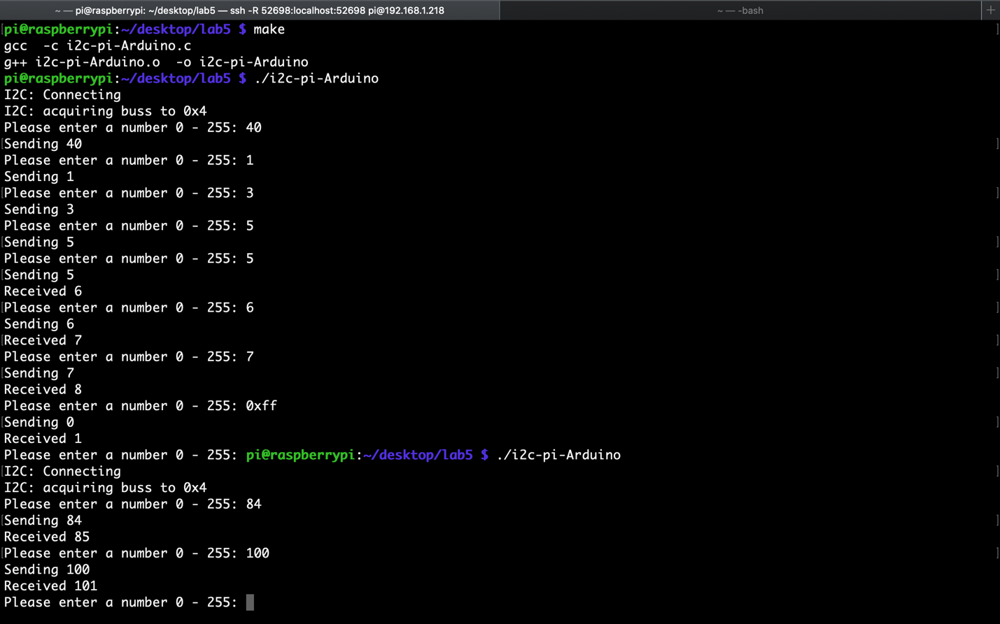 ~ — pi@raspberrypi: ~/desktop/lab5 — ssh -R 52698:localhost:52698 pi@192.168.1.218
~ — -bash
pi@raspberrypi:~/desktop/lab5 $ make
gcc  -c i2c-pi-Arduino.c
g++ i2c-pi-Arduino.o  -o i2c-pi-Arduino
pi@raspberrypi:~/desktop/lab5 $ ./i2c-pi-Arduino
I2C: Connecting
I2C: acquiring buss to 0x4
Please enter a number 0 - 255: 40
Sending 40
Please enter a number 0 - 255: 1
Sending 1
Please enter a number 0 - 255: 3
Sending 3
Please enter a number 0 - 255: 5
Sending 5
Please enter a number 0 - 255: 5
Sending 5
Received 6
Please enter a number 0 - 255: 6
Sending 6
Received 7
Please enter a number 0 - 255: 7
Sending 7
Received 8
Please enter a number 0 - 255: 0xff
Sending 0
Received 1
Please enter a number 0 - 255: pi@raspberrypi:~/desktop/lab5 $ ./i2c-pi-Arduino
I2C: Connecting
I2C: acquiring buss to 0x4
Please enter a number 0 - 255: 84
Sending 84
Received 85
Please enter a number 0 - 255: 100
Sending 100
Received 101
Please enter a number 0 - 255: